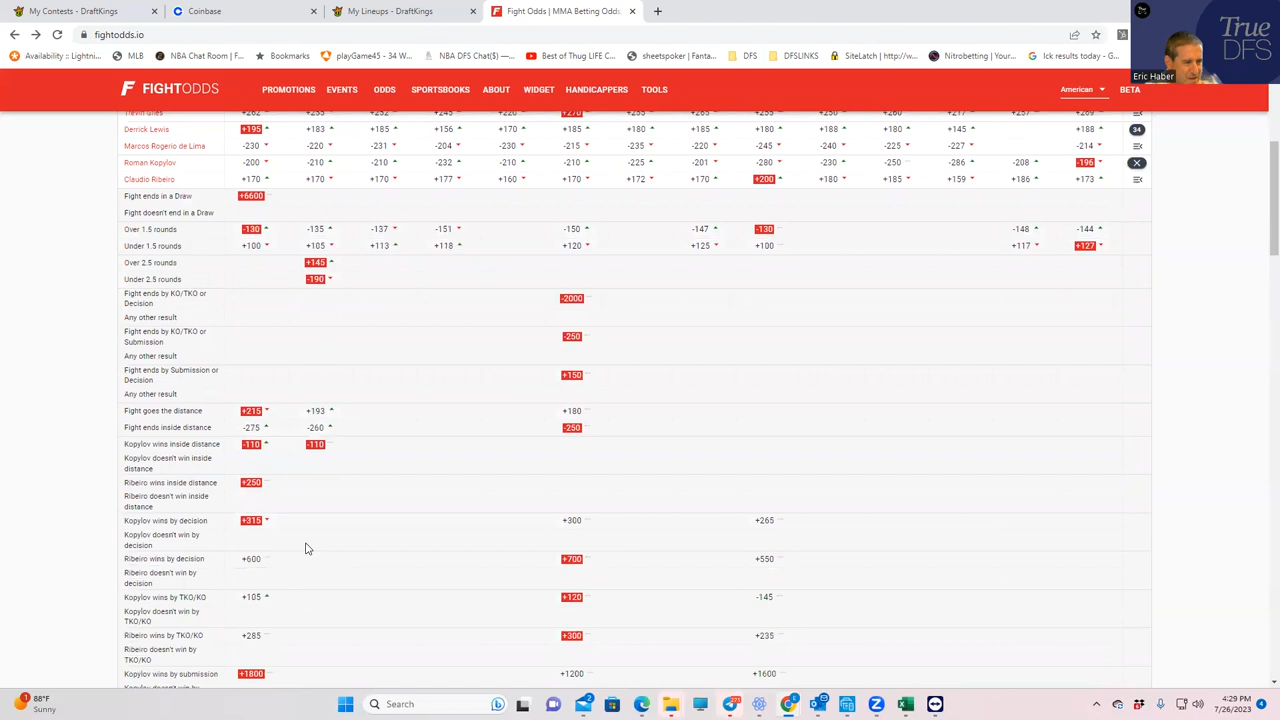 My Contests - DraftKings
Coinbase
My Lineups - DraftKings
Fight Odds | MMA Betting Odds
fightodds.io
Availability :: Lightni...
MLB
NBA Chat Room | F...
Bookmarks
playGame45 - 34 W...
NBA DFS Chat($) —...
Best of Thug LIFE C...
sheetspoker | Fanta...
DFS
DFSLINKS
SiteLatch | http://w...
Nitrobetting | Your...
Ick results today - G...
Eric Haber
True
DFS
FIGHTODDS
PROMOTIONS EVENTS ODDS SPORTSBOOKS ABOUT WIDGET HANDICAPPERS TOOLS
American
BETA
Derrick Lewis +195 +183 +185 +156 +170 +185 +180 +185 +180 +188 +180 +145 +188 34
Marcos Rogerio de Lima -230 -220 -231 -204 -230 -215 -235 -220 -245 -240 -225 -227 -214
Roman Kopylov -200 -210 -210 -232 -210 -210 -225 -201 -280 -230 -250 -286 -208 -196
Claudio Ribeiro +170 +170 +170 +177 +160 +170 +172 +170 +200 +180 +185 +159 +186 +173
Fight ends in a Draw +6600
Fight doesn't end in a Draw
Over 1.5 rounds -130 -135 -137 -151 -150 -147 -130 -148 -144
Under 1.5 rounds +100 +105 +113 +118 +120 +125 +100 +117 +127
Over 2.5 rounds +145
Under 2.5 rounds -190
Fight ends by KO/TKO or
Decision -2000
Any other result
Fight ends by KO/TKO or
Submission -250
Any other result
Fight ends by Submission or
Decision +150
Any other result
Fight goes the distance +215 +193 +180
Fight ends inside distance -275 -260 -250
Kopylov wins inside distance -110 -110
Kopylov doesn't win inside
distance
Ribeiro wins inside distance +250
Ribeiro doesn't win inside
distance
Kopylov wins by decision +315 +300 +265
Kopylov doesn't win by
decision
Ribeiro wins by decision +600 +700 +550
Ribeiro doesn't win by
decision
Kopylov wins by TKO/KO +105 +120 -145
Kopylov doesn't win by
TKO/KO
Ribeiro wins by TKO/KO +285 +300 +235
Ribeiro doesn't win by
TKO/KO
Kopylov wins by submission +1800 +1200 +1600
88°F
Sunny
Search
4:29 PM
7/26/2023